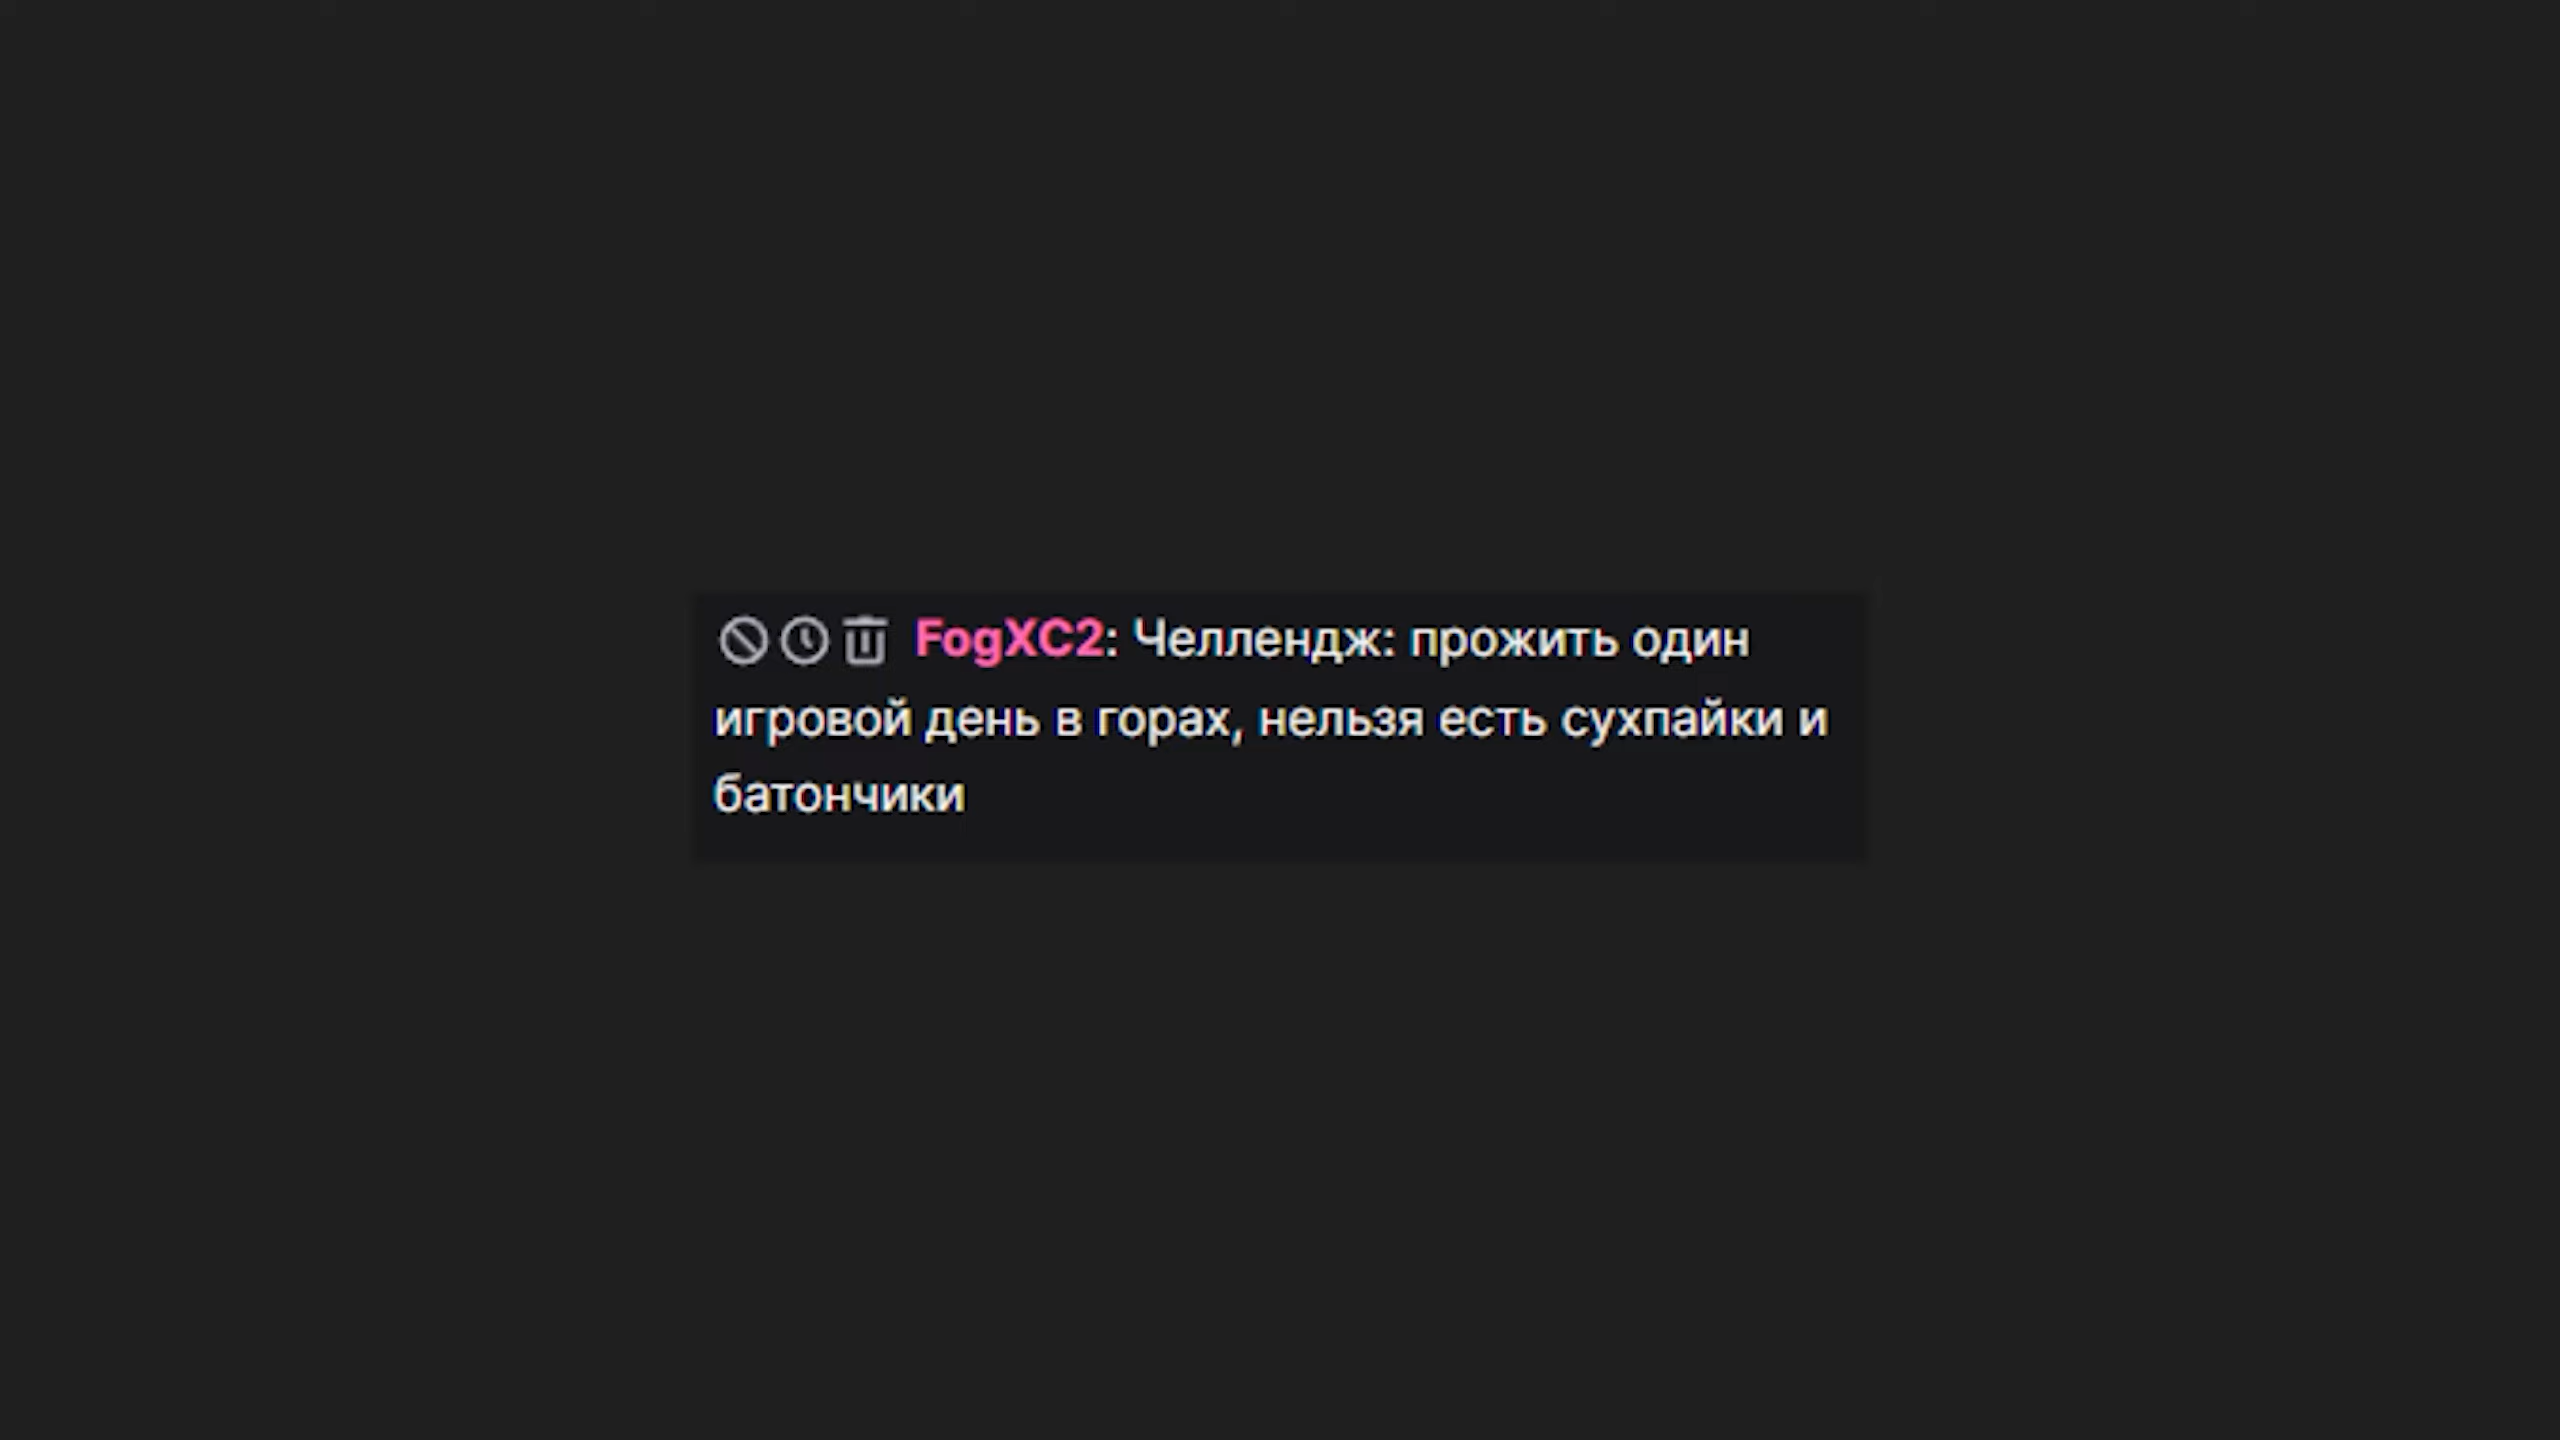 FogXC2: Челлендж: прожить один
игровой день в горах, нельзя есть сухпайки и
батончики